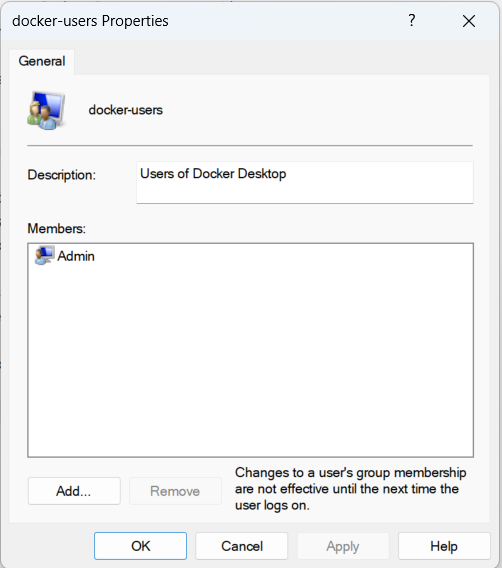 docker-users Properties
?
General
docker-users
Description:
Users of Docker Desktop
Members:
Admin
Add...
Remove
Changes to a user's group membership
are not effective until the next time the
user logs on.
OK
Cancel
Apply
Help